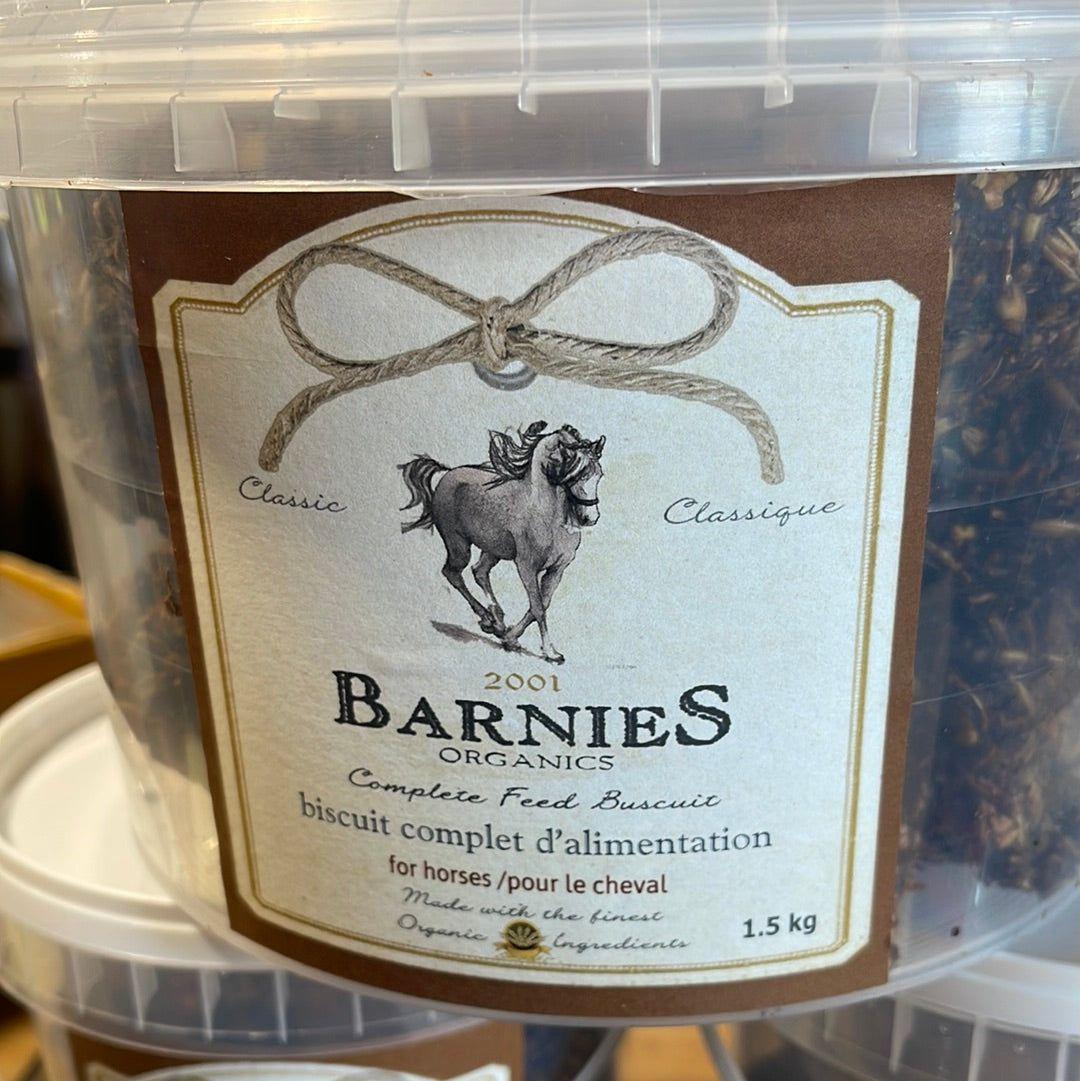 Classic
Classique
2001
BARNIES
ORGANICS
Complete Feed Buscuit
biscuit complet d'alimentation
for horses /pour le cheval
Made with the finest
Organic Ingredients
1.5 kg